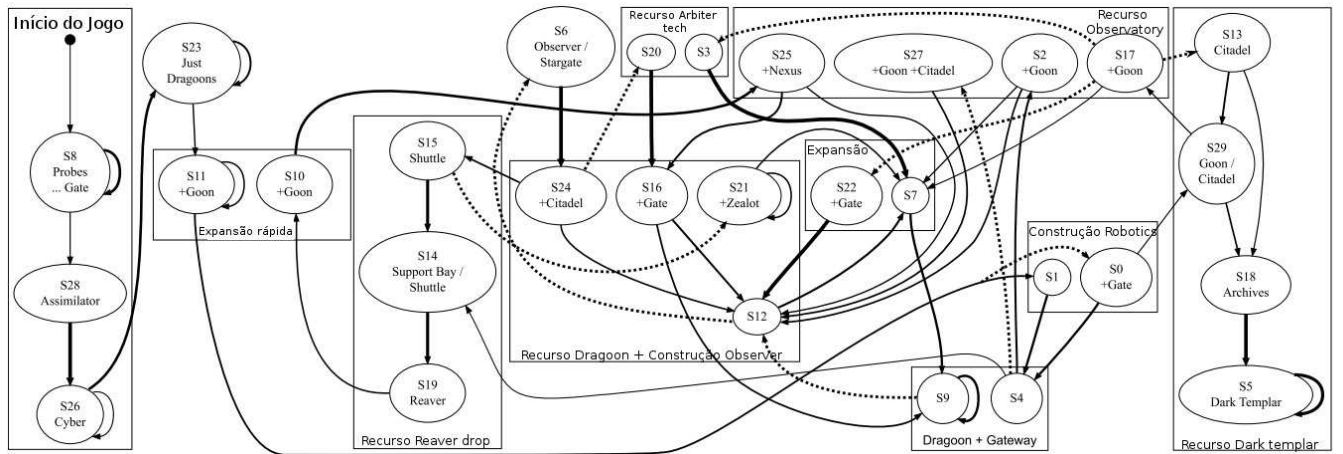 Início do Jogo
S8
Probes
... Gate
S28
Assimilator
S26
Cyber
S23
Just
Dragoons
S11
+Goon
S10
+Goon
Expansão rápida
S15
Shuttle
S14
Support Bay /
Shuttle
S19
Reaver
Recurso Reaver drop
S6
Observer /
Stargate
Recurso Arbiter
tech
S20
S3
S24
+Citadel
S16
+Gate
S21
+Zealot
S12
Recurso Dragoon + Construção Observer
Recurso
Observatory
S25
+Nexus
S27
+Goon +Citadel
S2
+Goon
S17
+Goon
Expansão
S22
+Gate
S7
Construção Robotics
S1
S0
+Gate
S9
S4
Dragoon + Gateway
S13
Citadel
S29
Goon /
Citadel
S18
Archives
S5
Dark Templar
Recurso Dark templar